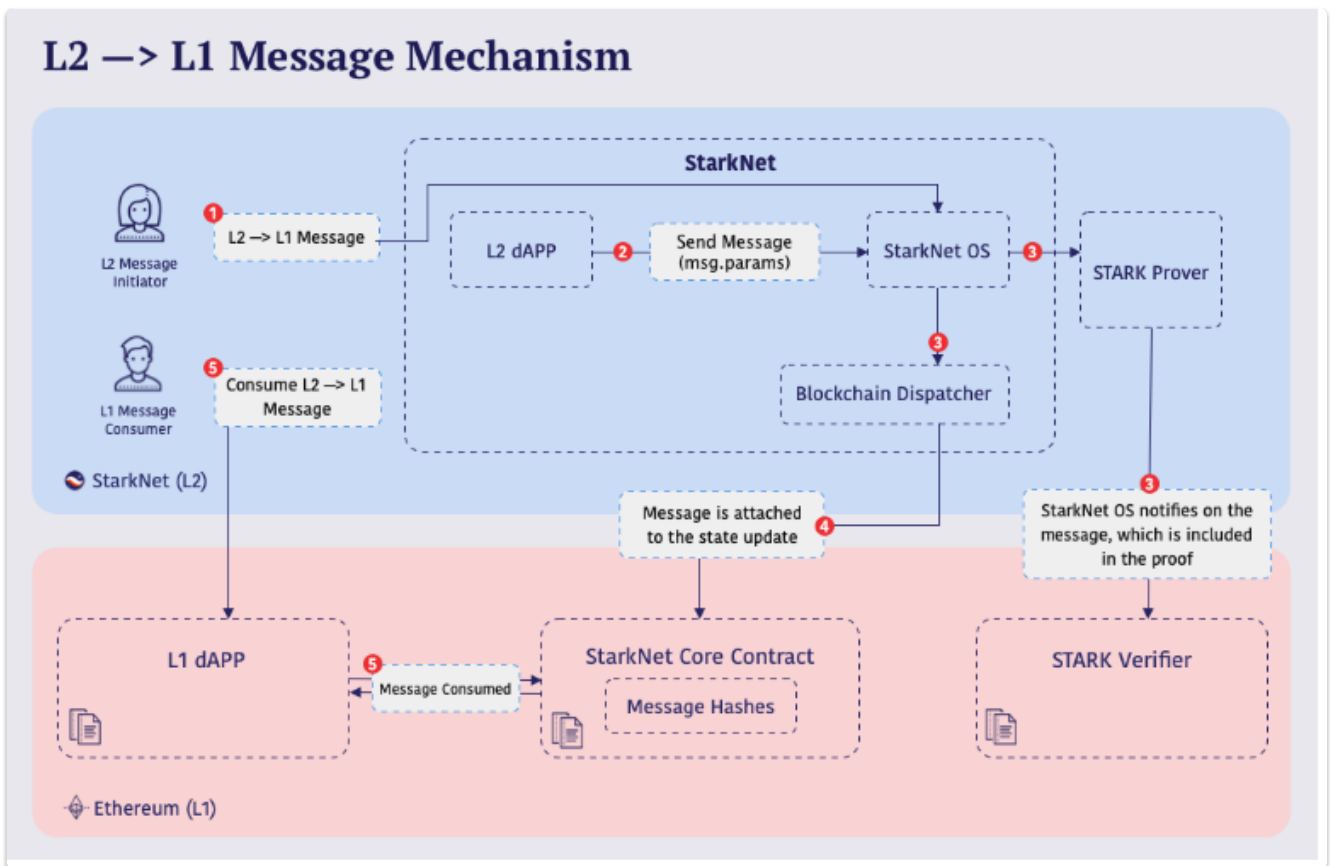 L2 —> L1 Message Mechanism
StarkNet
1
L2 —> L1 Message
L2 Message
Initiator
L2 dAPP
2
Send Message
(msg.params)
StarkNet OS
3
STARK Prover
3
Blockchain Dispatcher
5
Consume L2 —> L1
Message
L1 Message
Consumer
StarkNet (L2)
Message is attached
to the state update
4
3
StarkNet OS notifies on the
message, which is included
in the proof
L1 dAPP
5
Message Consumed
StarkNet Core Contract
Message Hashes
STARK Verifier
Ethereum (L1)